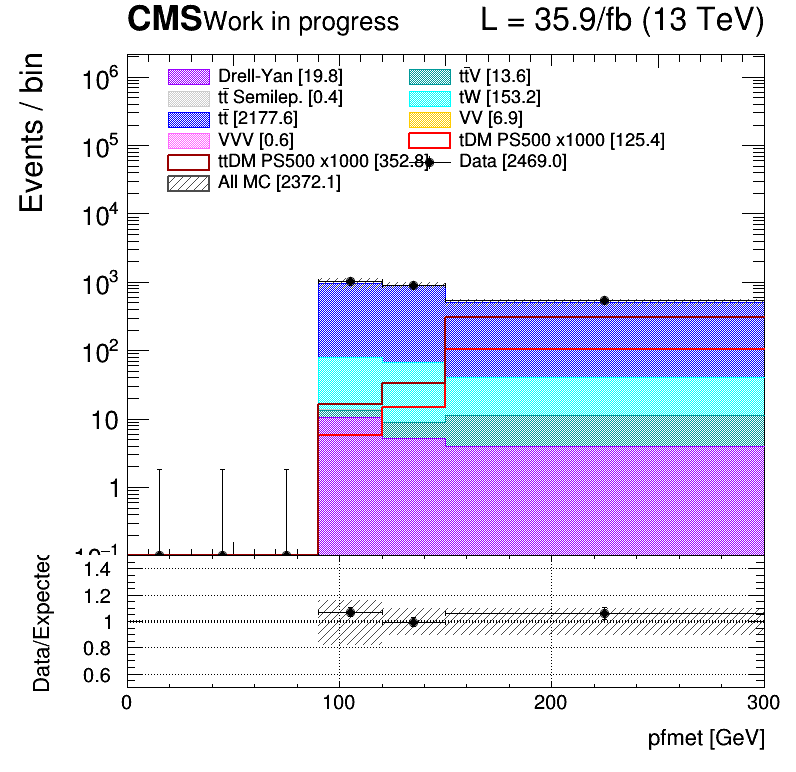 CMS Work in progress L = 35.9/fb (13 TeV)
Events / bin
Drell-Yan [19.8] tt̄V [13.6]
tt̄ Semilep. [0.4] tW [153.2]
tt̄ [2177.6] VV [6.9]
VVV [0.6] tDM PS500 x1000 [125.4]
ttDM PS500 x1000 [352.8] Data [2469.0]
All MC [2372.1]
10⁶
10⁵
10⁴
10³
10²
10
1
10⁻¹
Data/Expected
1.4
1.2
1
0.8
0.6
0 100 200 300
pfmet [GeV]